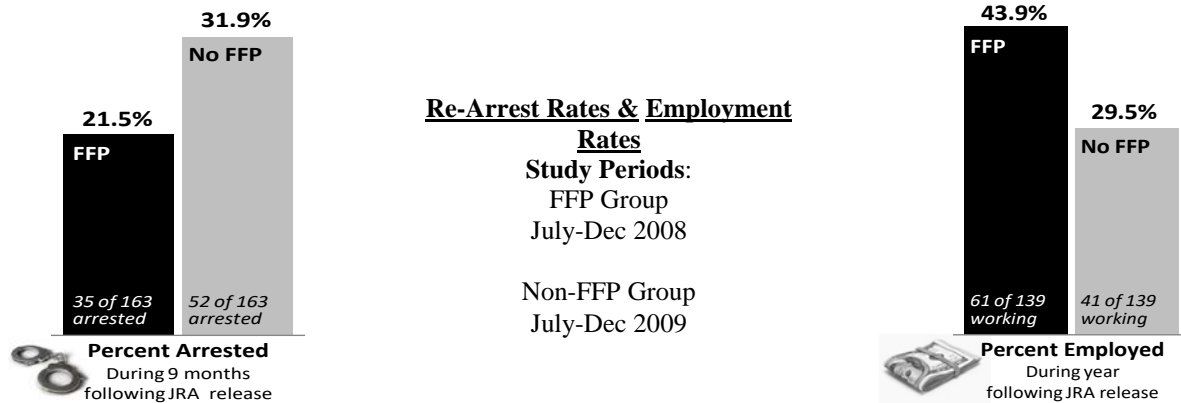 31.9%
No FFP
21.5%
FFP
35 of 163
arrested
52 of 163
arrested
Percent Arrested
During 9 months
following JRA release
Re-Arrest Rates & Employment
Rates
Study Periods:
FFP Group
July-Dec 2008
Non-FFP Group
July-Dec 2009
43.9%
FFP
29.5%
No FFP
61 of 139
working
41 of 139
working
Percent Employed
During year
following JRA release